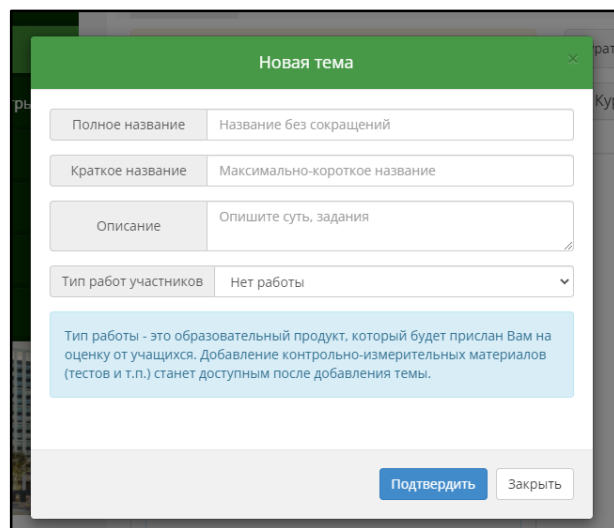 Новая тема
×
Полное название
Название без сокращений
Краткое название
Максимально-короткое название
Описание
Опишите суть, задания
Тип работ участников
Нет работы
Тип работы - это образовательный продукт, который будет прислан Вам на
оценку от учащихся. Добавление контрольно-измерительных материалов
(тестов и т.п.) станет доступным после добавления темы.
Подтвердить
Закрыть